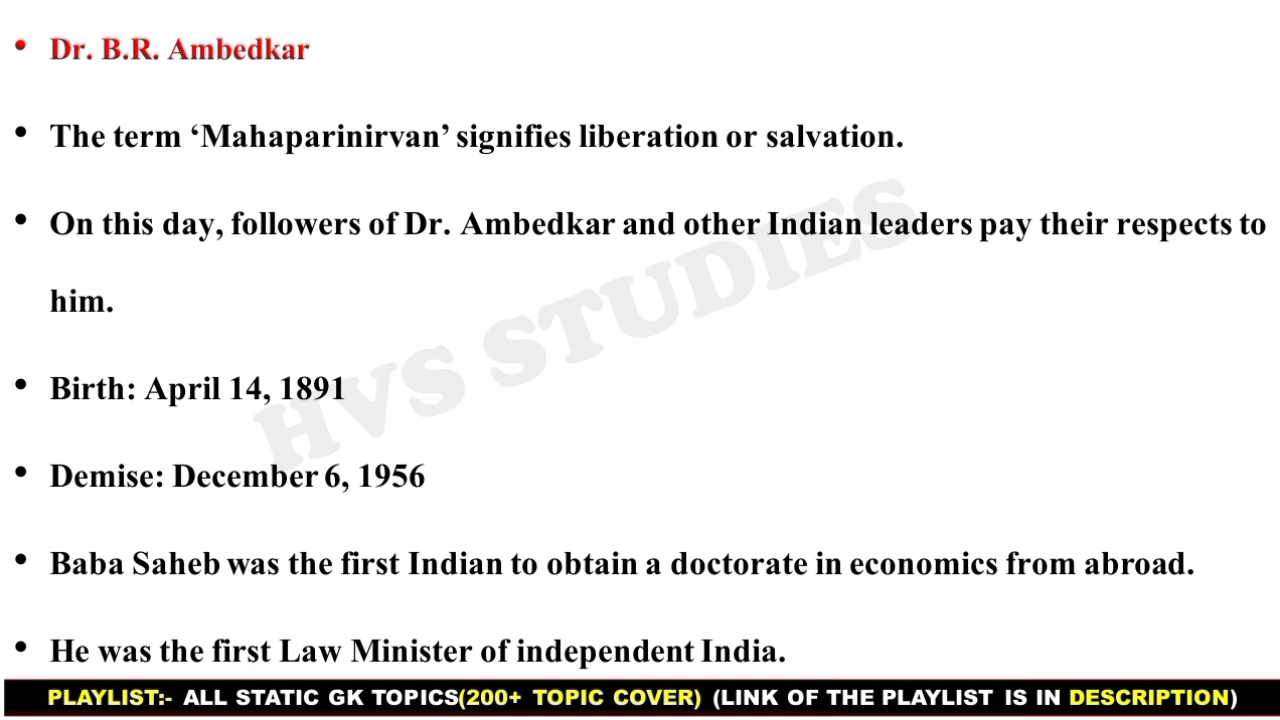 • Dr. B.R. Ambedkar
• The term ‘Mahaparinirvan’ signifies liberation or salvation.
• On this day, followers of Dr. Ambedkar and other Indian leaders pay their respects to
him.
• Birth: April 14, 1891
• Demise: December 6, 1956
• Baba Saheb was the first Indian to obtain a doctorate in economics from abroad.
• He was the first Law Minister of independent India.
HVS STUDIES
PLAYLIST:- ALL STATIC GK TOPICS(200+ TOPIC COVER) (LINK OF THE PLAYLIST IS IN DESCRIPTION)